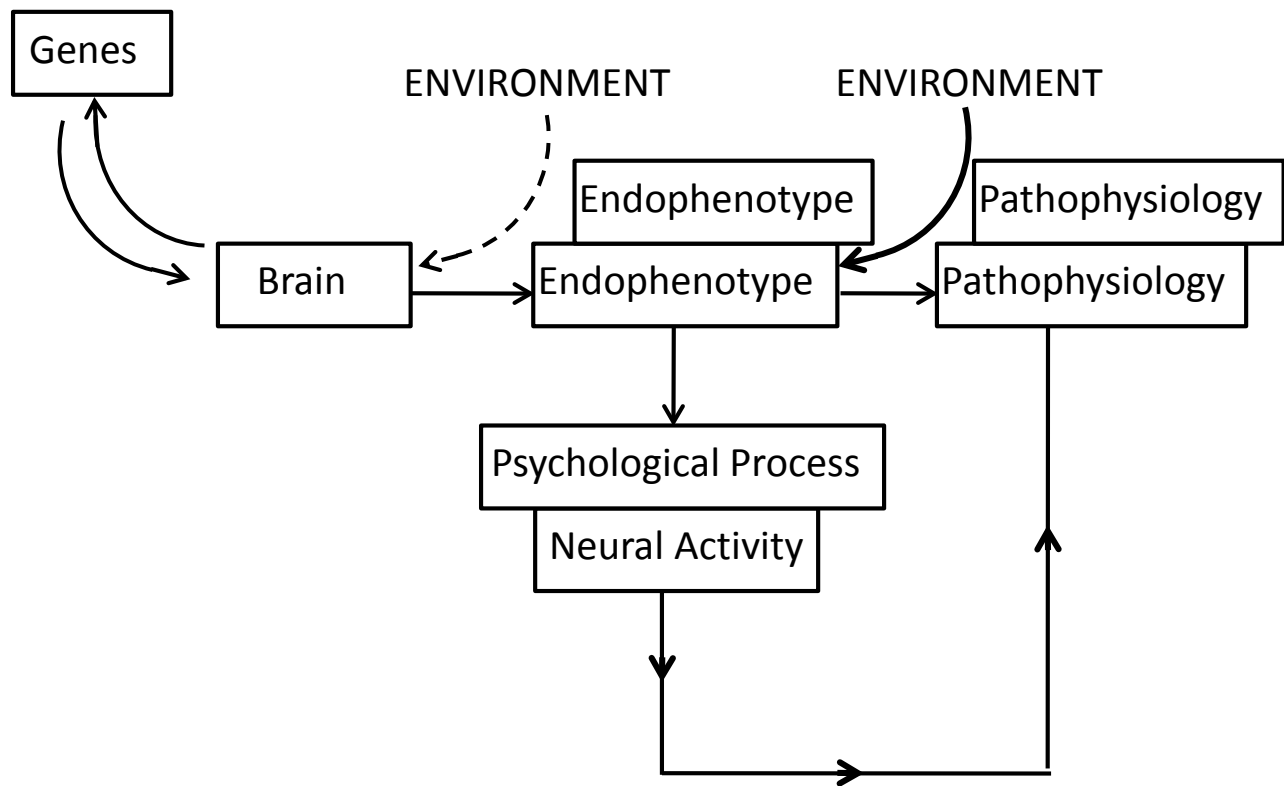 Genes
ENVIRONMENT
ENVIRONMENT
Endophenotype
Pathophysiology
Brain
Endophenotype
Pathophysiology
Psychological Process
Neural Activity